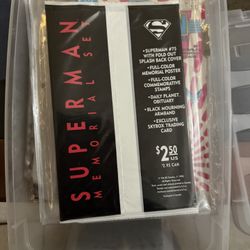 SUPERMAN
MEMORIAL SET
• SUPERMAN #75
WITH FOLD OUT
SPLASH BACK COVER
• FULL-COLOR
MEMORIAL POSTER
• FULL-COLOR
COMMEMORATIVE
STAMPS
• DAILY PLANET
OBITUARY
• BLACK MOURNING
ARMBAND
• EXCLUSIVE
SKYBOX TRADING
CARD
$2.50
U.S.